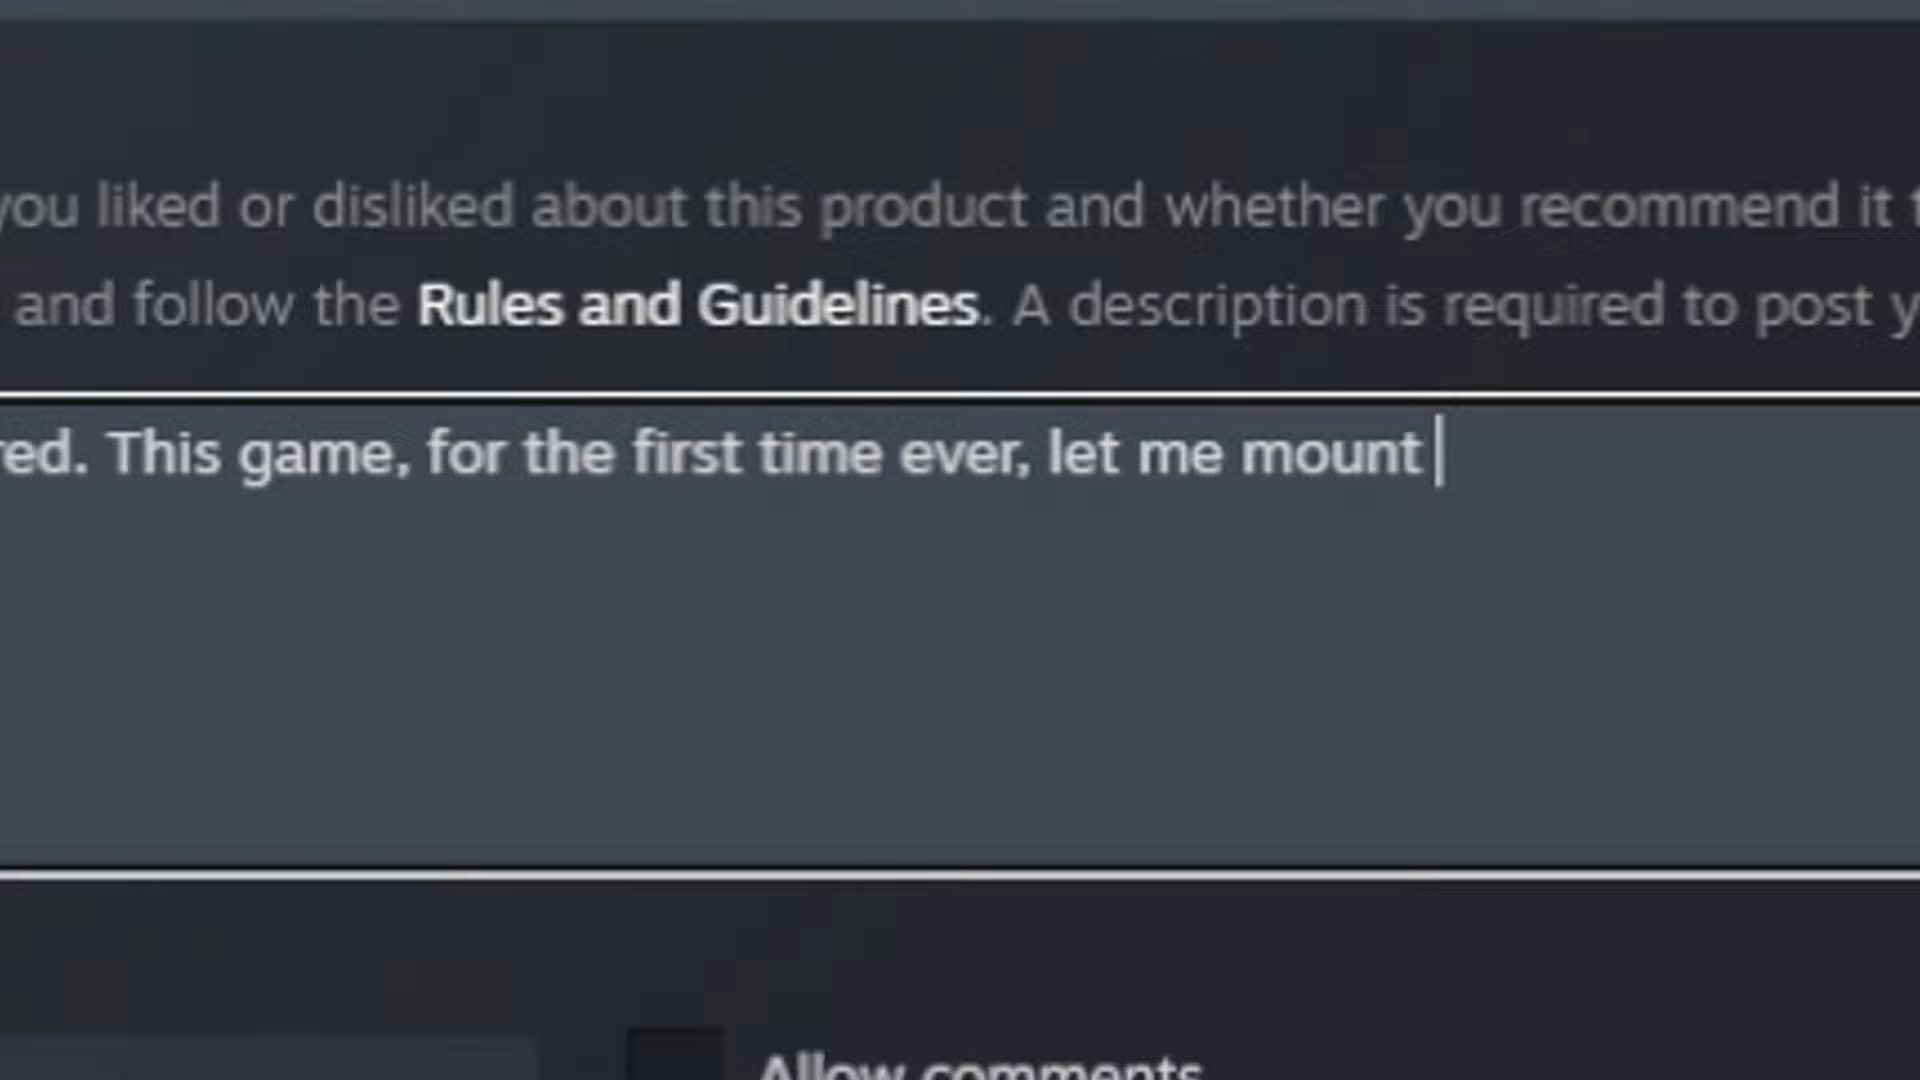 you liked or disliked about this product and whether you recommend it
and follow the Rules and Guidelines. A description is required to post
red. This game, for the first time ever, let me mount
Allow comments